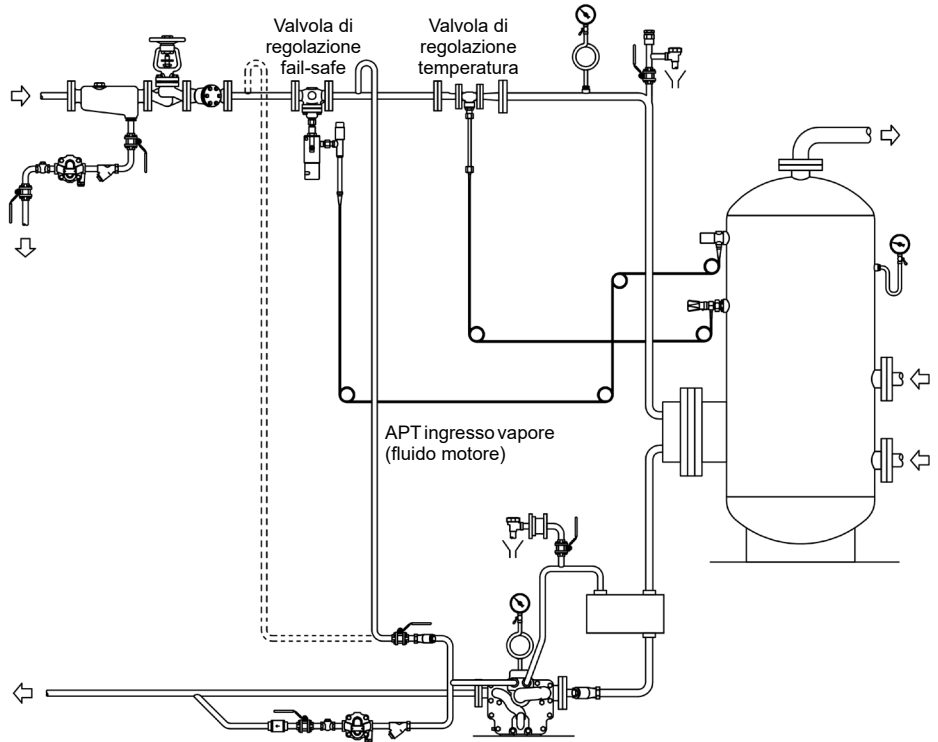 Valvola di
regolazione
fail-safe
Valvola di
regolazione
temperatura
APT ingresso vapore
(fluido motore)